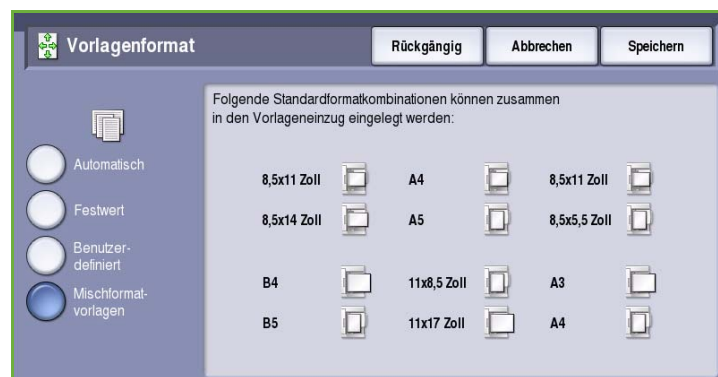 Vorlagenformat
Rückgängig
Abbrechen
Speichern
Automatisch
Festwert
Benutzer-
definiert
Mischformat-
vorlagen
Folgende Standardformatkombinationen können zusammen
in den Vorlageneinzug eingelegt werden:
8,5x11 Zoll
A4
8,5x11 Zoll
8,5x14 Zoll
A5
8,5x5,5 Zoll
B4
11x8,5 Zoll
A3
B5
11x17 Zoll
A4